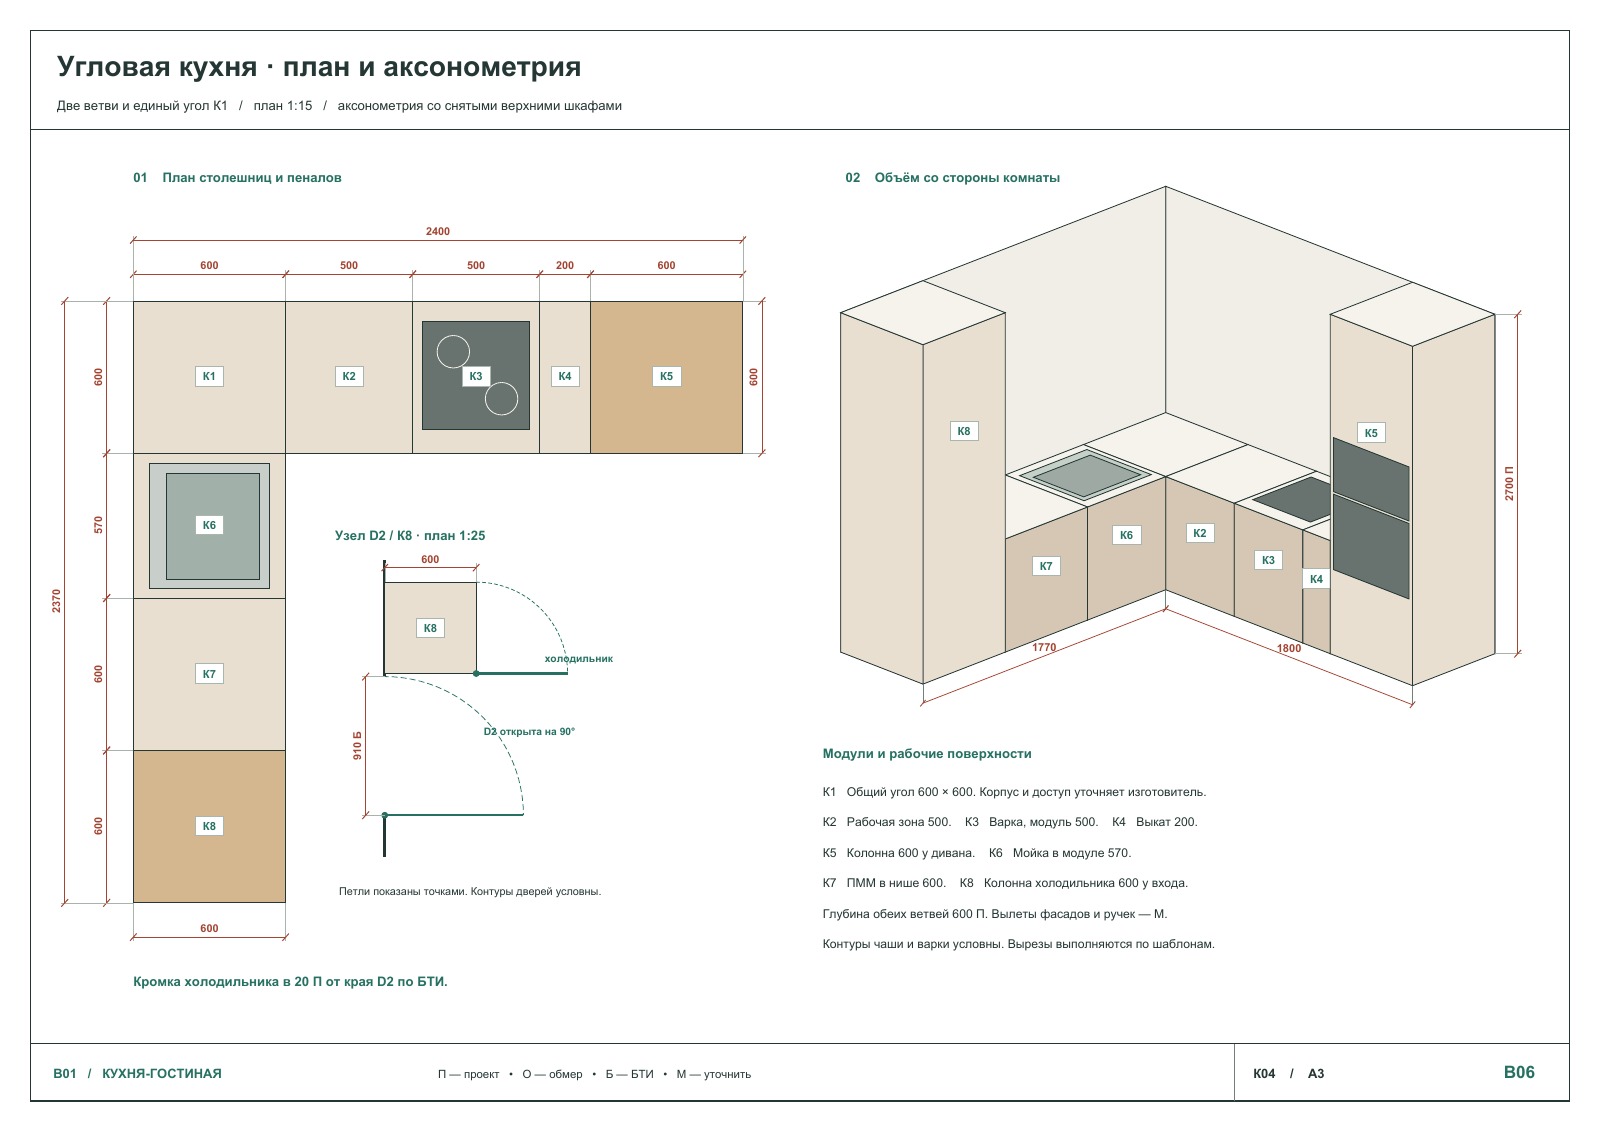 Угловая кухня · план и аксонометрия
Две ветви и единый угол К1 / план 1:15 / аксонометрия со снятыми верхними шкафами
01 План столешниц и пеналов
2400
600 500 500 200 600
600
570
600
600
2370
600
К1
К2
К3
К4
К5
К6
К7
К8
600
Узел D2 / К8 · план 1:25
600
К8
холодильник
910 Б
D2 открыта на 90°
Петли показаны точками. Контуры дверей условны.
Кромка холодильника в 20 П от края D2 по БТИ.
02 Объём со стороны комнаты
К8
К5
К6
К2
К7
К3
К4
2700 П
1770
1800
Модули и рабочие поверхности
К1 Общий угол 600 × 600. Корпус и доступ уточняет изготовитель.
К2 Рабочая зона 500. К3 Варка, модуль 500. К4 Выкат 200.
К5 Колонна 600 у дивана. К6 Мойка в модуле 570.
К7 ПММ в нише 600. К8 Колонна холодильника 600 у входа.
Глубина обеих ветвей 600 П. Вылеты фасадов и ручек — М.
Контуры чаши и варки условны. Вырезы выполняются по шаблонам.
В01 / КУХНЯ-ГОСТИНАЯ
П — проект • О — обмер • Б — БТИ • М — уточнить
К04 / А3
В06